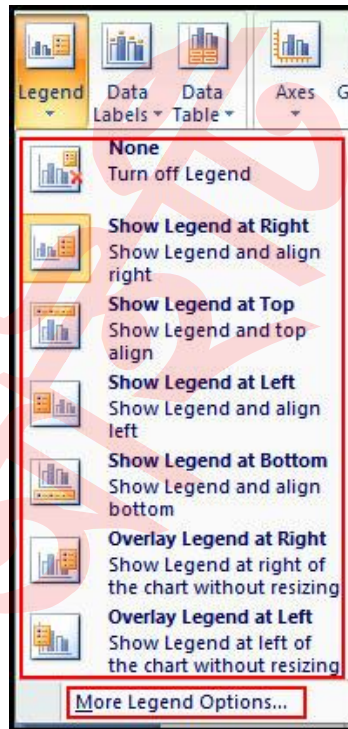 Legend Data Data Axes G
Labels Table
None
Turn off Legend
Show Legend at Right
Show Legend and align
right
Show Legend at Top
Show Legend and top
align
Show Legend at Left
Show Legend and align
left
Show Legend at Bottom
Show Legend and align
bottom
Overlay Legend at Right
Show Legend at right of
the chart without resizing
Overlay Legend at Left
Show Legend at left of
the chart without resizing
More Legend Options...